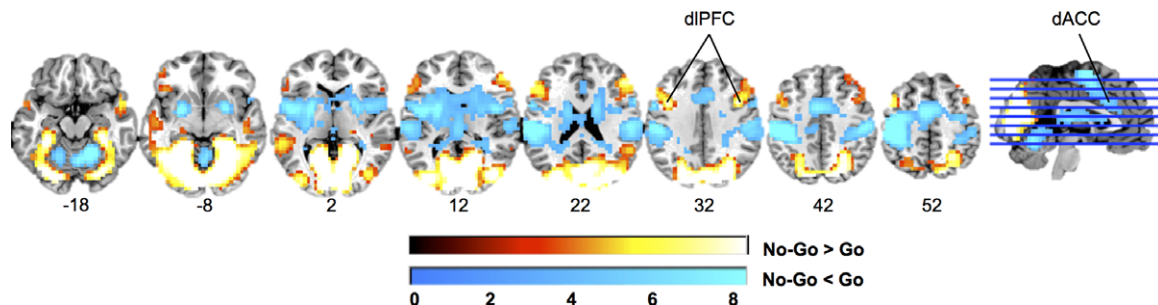 dlPFC dACC
-18 -8 2 12 22 32 42 52
No-Go > Go
No-Go < Go
0 2 4 6 8